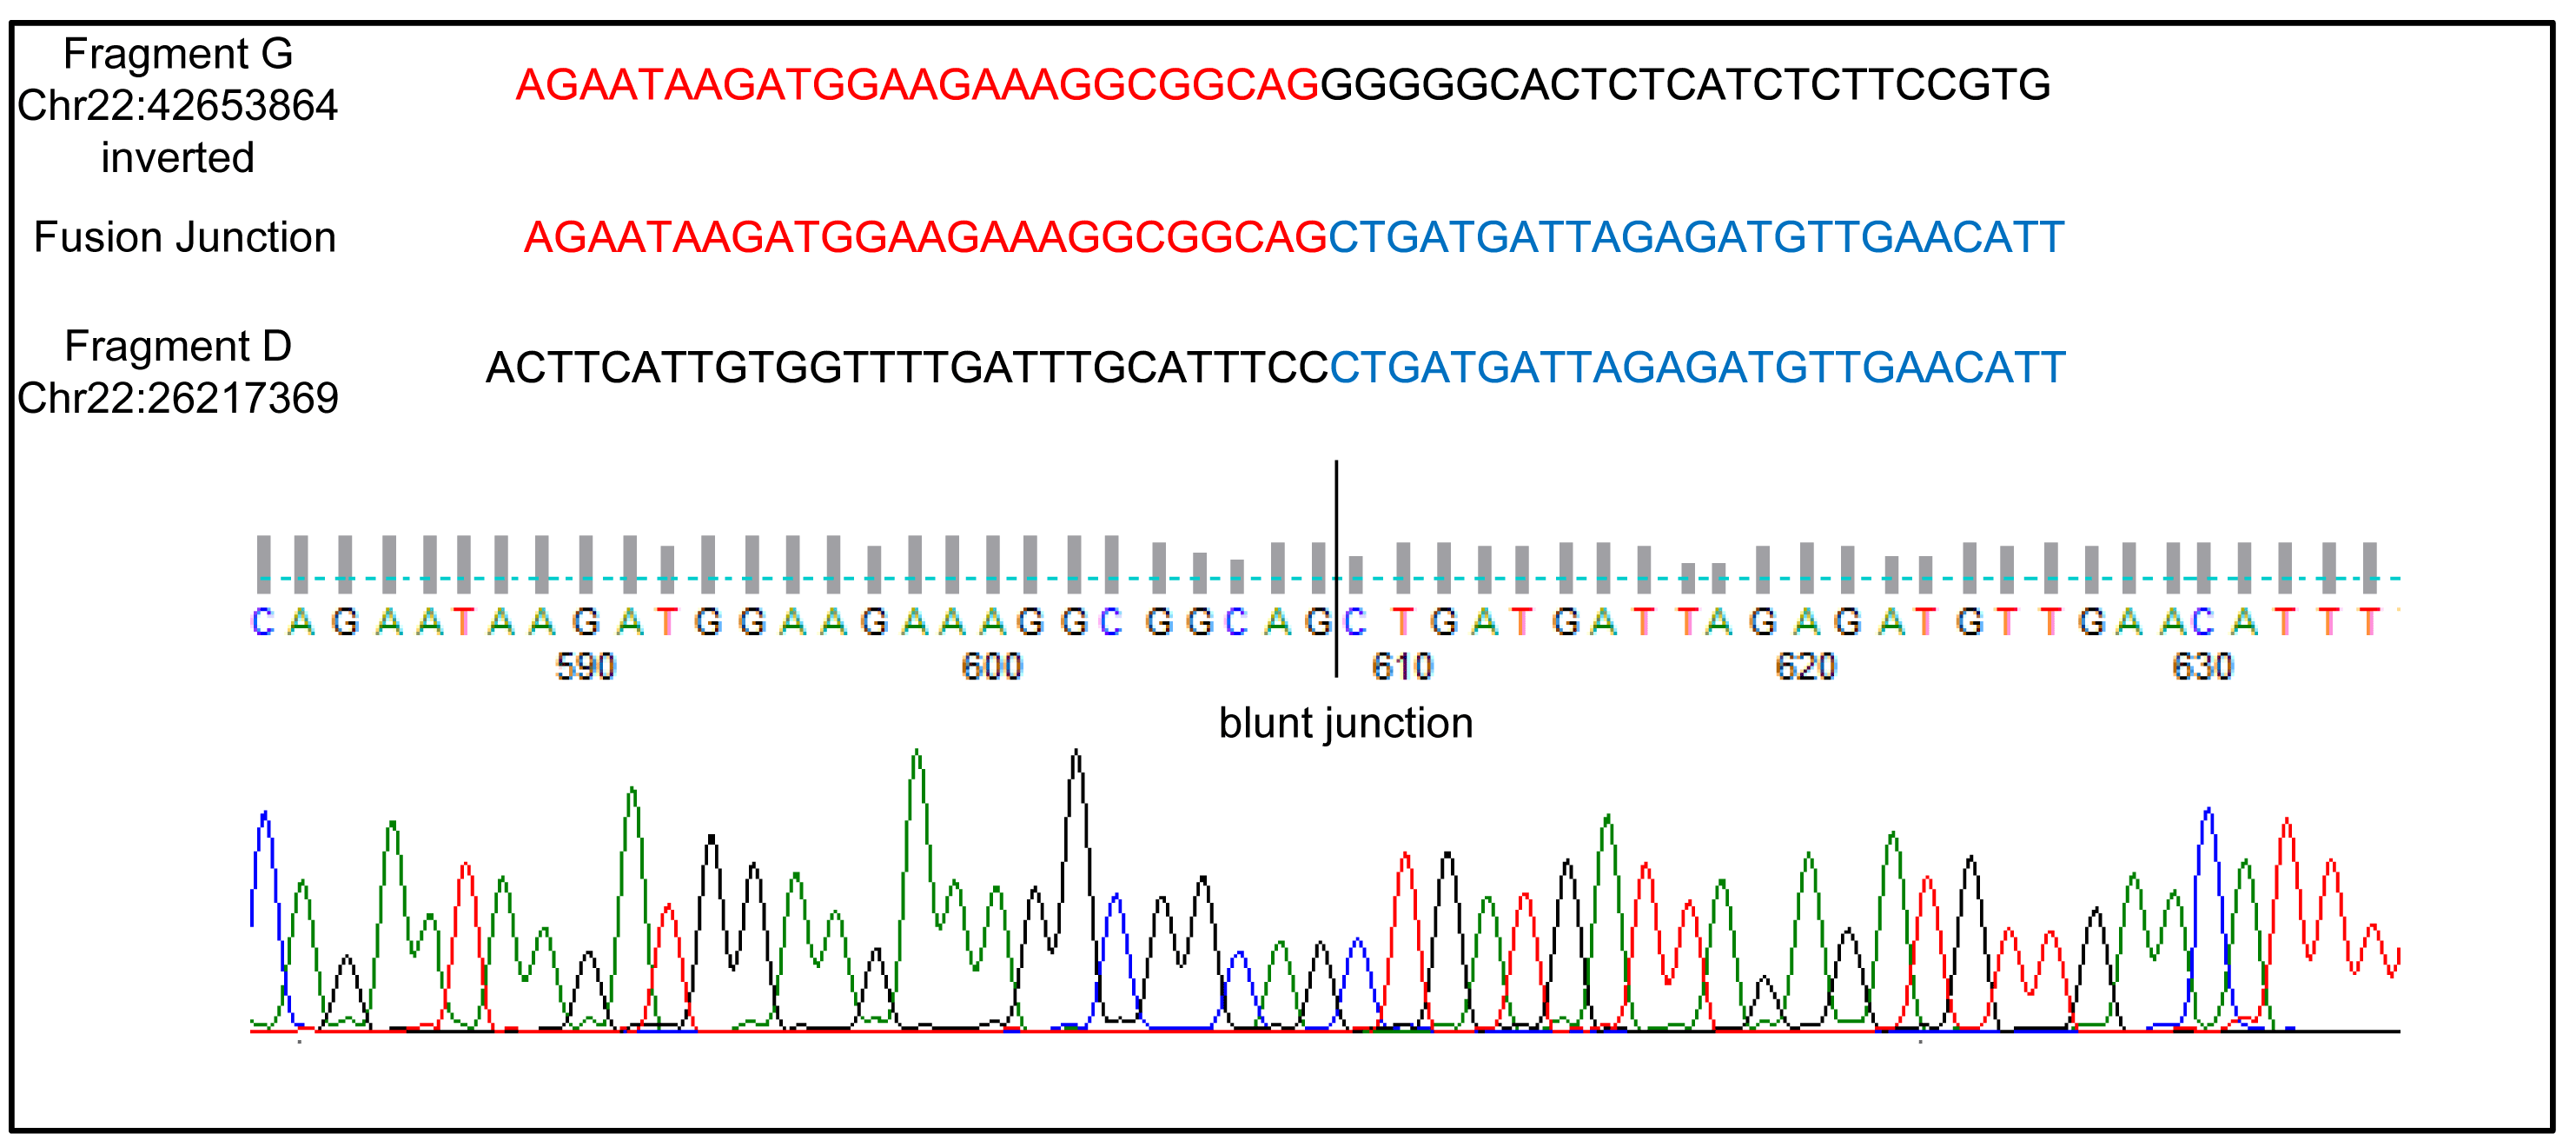 Fragment G
Chr22:42653864
inverted
AGAATAAGATGGAAGAAAGGCGGCAGGGGGGCACTCTCATCTCTTCCGTG
Fusion Junction
AGAATAAGATGGAAGAAAGGCGGCAGCTGATGATTAGAGATGTTGAACATT
Fragment D
Chr22:26217369
ACTTCATTGTGGTTTTGATTTGCATTTCCCTGATGATTAGAGATGTTGAACATT
C A G A A T A A G A T G G A A G A A A G G C G G C A G C T G A T G A T T A G A G A T G T T G A A C A T T T
590 600 610 620 630
blunt junction